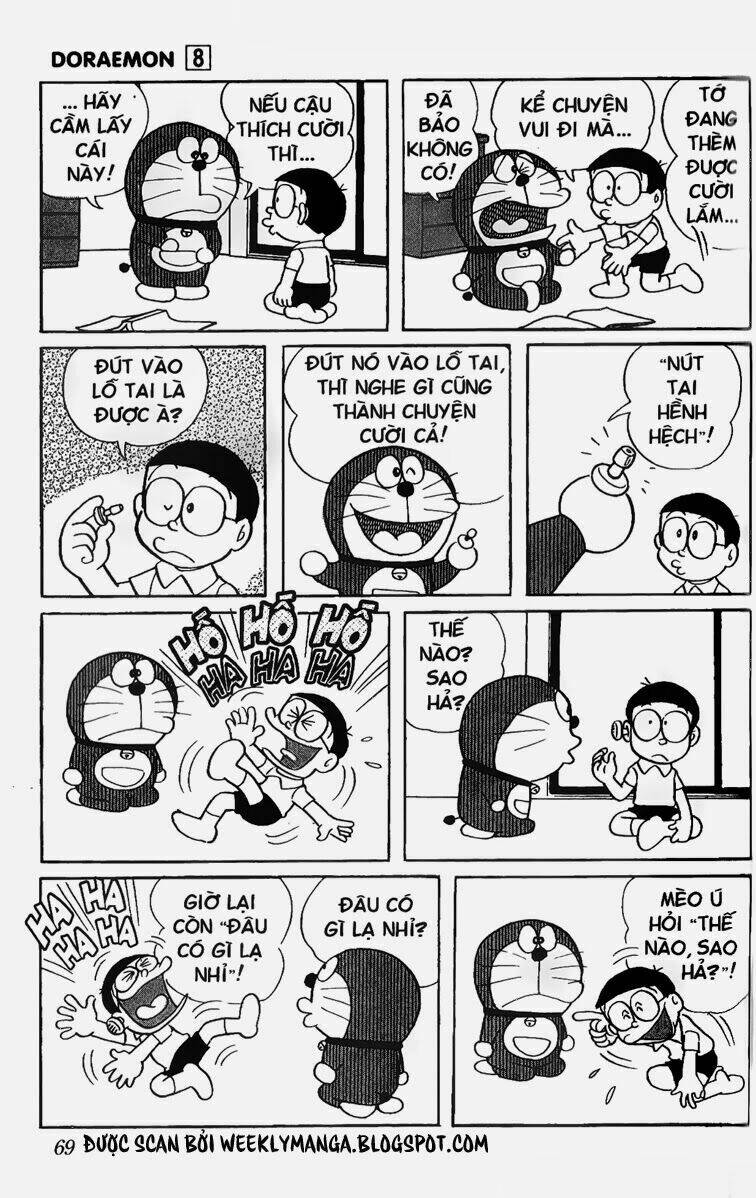 DORAEMON 8
TỚ
ĐANG
THÈM
ĐƯỢC
CƯỜI
LẮM...
KỂ CHUYỆN
VUI ĐI MÀ...
ĐÃ
BẢO
KHÔNG
CÓ!
NẾU CẬU
THÍCH CƯỜI
THÌ...
... HÃY
CẦM LẤY
CÁI
NÀY!
“NÚT
TAI
HỀNH
HỆCH”!
ĐÚT NÓ VÀO LỖ TAI,
THÌ NGHE GÌ CŨNG
THÀNH CHUYỆN
CƯỜI CẢ!
ĐÚT VÀO
LỖ TAI LÀ
ĐƯỢC À?
THẾ
NÀO?
SAO
HẢ?
HỐ HỐ HỐ
HA HA HA
MÈO Ú
HỎI “THẾ
NÀO, SAO
HẢ?”!
ĐÂU CÓ
GÌ LẠ NHỈ?
GIỜ LẠI
CÒN “ĐÂU
CÓ GÌ LẠ
NHỈ”!
HA HA
HA HA
69 ĐƯỢC SCAN BỞI WEEKLYMANGA.BLOGSPOT.COM